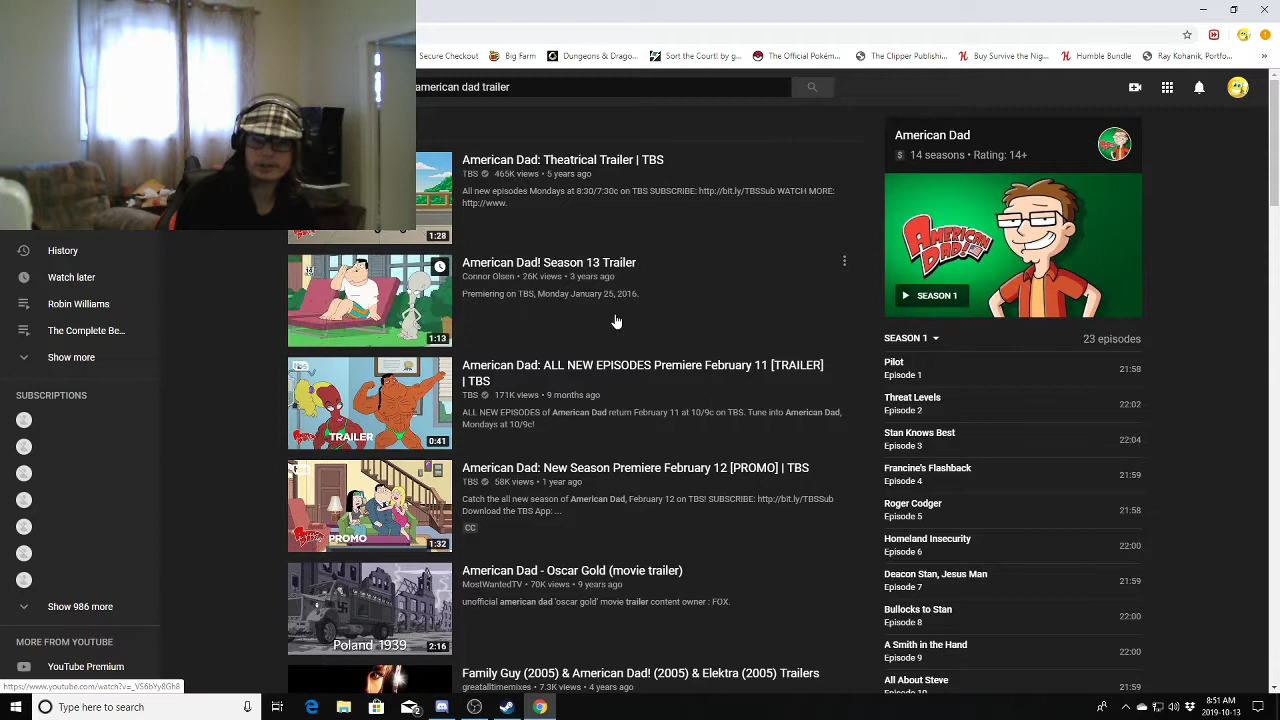 Secure Checkout
Big Farm
Dungeon Defenders
Sort the Court! by g...
The Official Pokém...
The Clipper Publish...
Buy Survive the Nig...
Humble Bundle
Ray Kohanik, Portfo...
american dad trailer
American Dad: Theatrical Trailer | TBS
TBS 465K views • 5 years ago
All new episodes Mondays at 8:30/7:30c on TBS SUBSCRIBE: http://bit.ly/TBSSub WATCH MORE:
http://www.
1:28
History
Watch later
Robin Williams
The Complete Be...
Show more
SUBSCRIPTIONS
Show 986 more
MORE FROM YOUTUBE
YouTube Premium
American Dad! Season 13 Trailer
Connor Olsen • 26K views • 3 years ago
Premiering on TBS, Monday January 25, 2016.
14
1:13
American Dad: ALL NEW EPISODES Premiere February 11 [TRAILER]
| TBS
TBS 171K views • 9 months ago
ALL NEW EPISODES of American Dad return February 11 at 10/9c on TBS. Tune into American Dad,
Mondays at 10/9c!
TRAILER
0:41
American Dad: New Season Premiere February 12 [PROMO] | TBS
TBS 58K views • 1 year ago
Catch the all new season of American Dad, February 12 on TBS! SUBSCRIBE: http://bit.ly/TBSSub
Download the TBS App: ...
CC
PROMO
1:32
American Dad - Oscar Gold (movie trailer)
MostWantedTV • 70K views • 9 years ago
unofficial american dad 'oscar gold' movie trailer content owner : FOX.
Poland 1939
2:16
Family Guy (2005) & American Dad! (2005) & Elektra (2005) Trailers
greatalltimemixes • 7.3K views • 4 years ago
American Dad
$ 14 seasons • Rating: 14+
AMERICAN DAD!
SEASON 1
SEASON 1
23 episodes
Pilot
Episode 1
21:58
Threat Levels
Episode 2
22:02
Stan Knows Best
Episode 3
22:04
Francine's Flashback
Episode 4
21:59
Roger Codger
Episode 5
21:58
Homeland Insecurity
Episode 6
22:00
Deacon Stan, Jesus Man
Episode 7
21:59
Bullocks to Stan
Episode 8
22:00
A Smith in the Hand
Episode 9
22:00
All About Steve
Episode 10
21:59
https://www.youtube.com/watch?v=_VS6bYy8Gh8
Type here to search
8:51 AM
2019-10-13